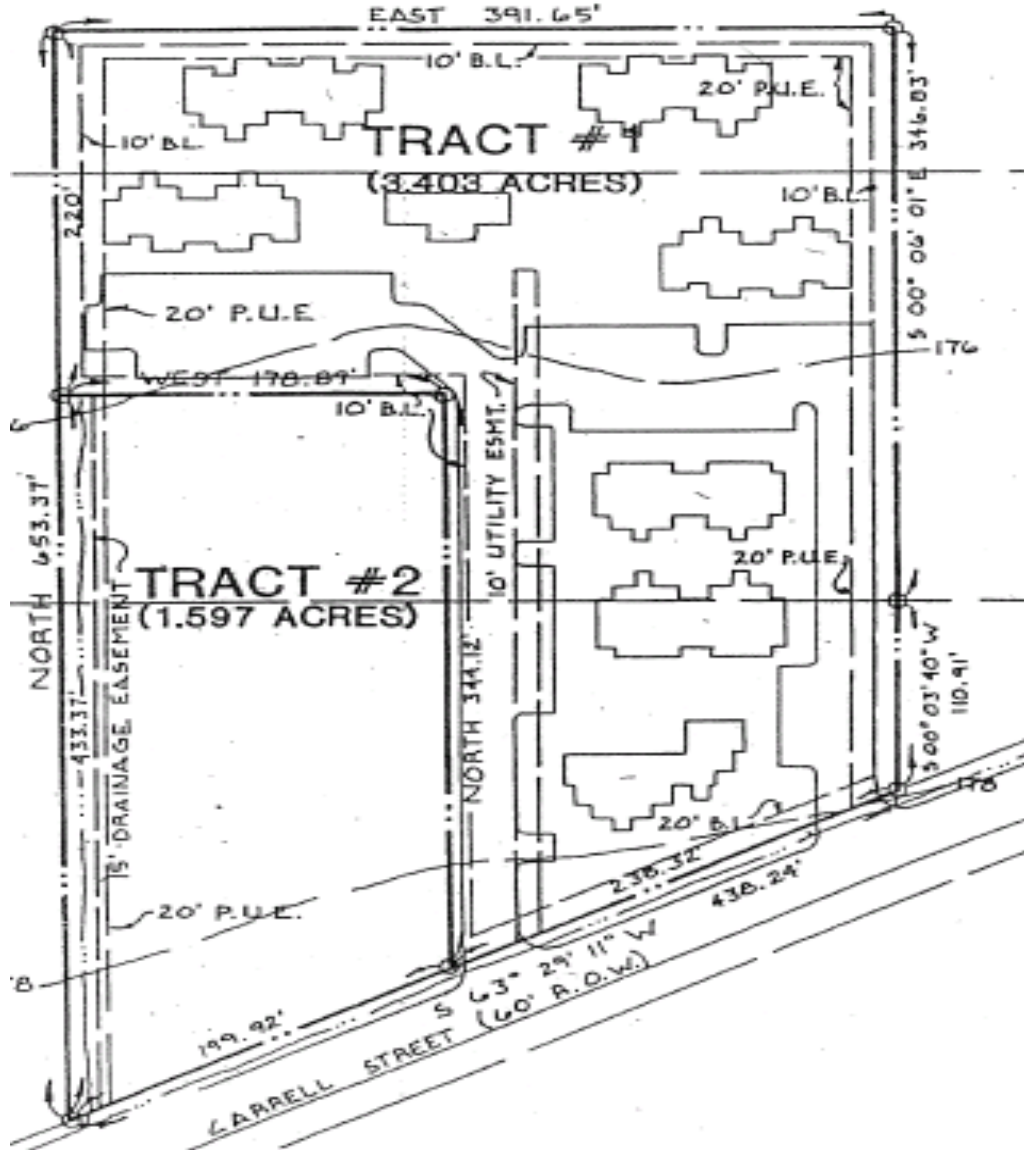 EAST 391.65'
10' B.L.
20' P.U.E.
S 00° 06' 01" E 346.83'
10' B.L.
TRACT #1
(3.403 ACRES)
10' B.L.
220'
20' P.U.E
176
WEST 178.89'
10' B.L.
10' UTILITY ESMT.
NORTH 653.37'
20' P.U.E.
TRACT #2
(1.597 ACRES)
15' DRAINAGE EASEMENT
NORTH 344.12'
433.37'
S 00° 03' 40" W
110.91'
20' B.L.
78
238.32'
438.24'
20' P.U.E.
8
S 63° 29' 11" W
(60' R.O.W.)
199.92'
CARRELL STREET